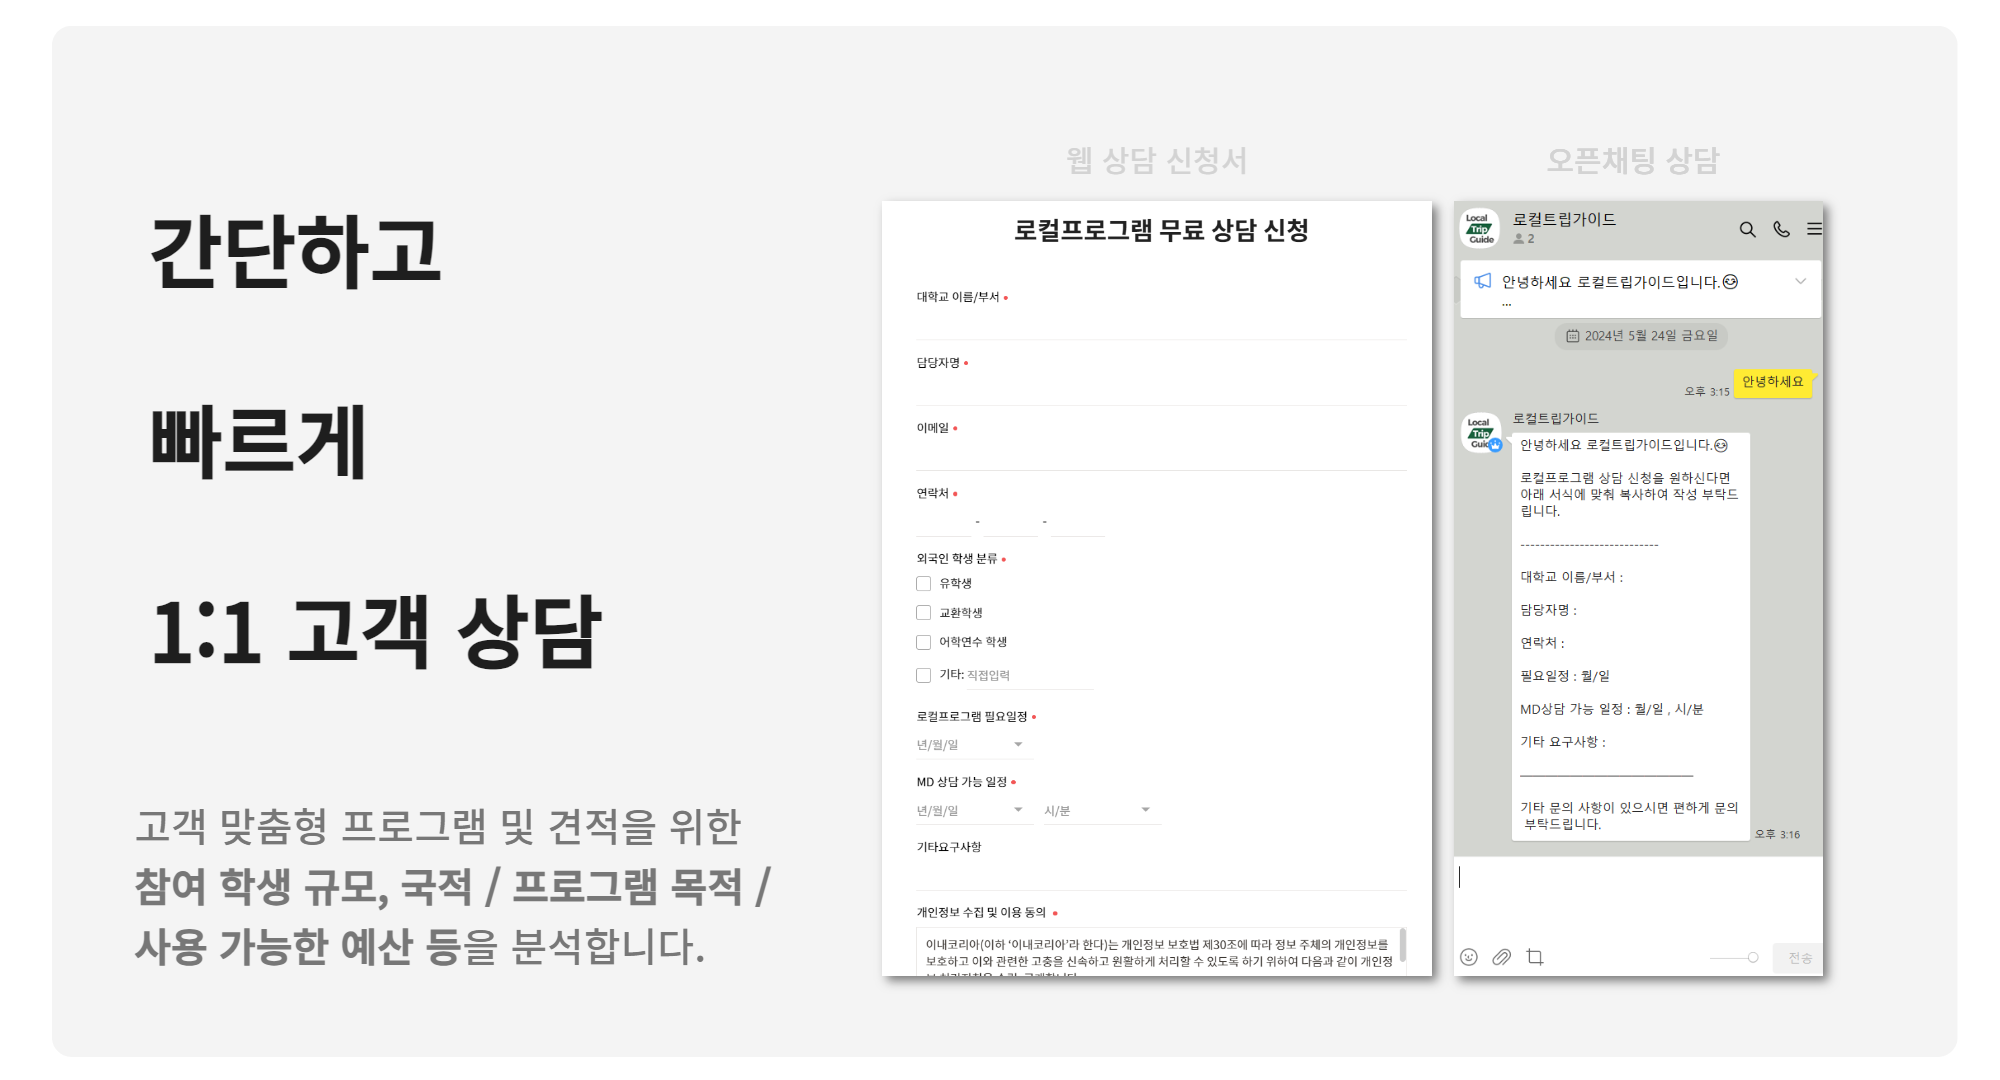 간단하고
빠르게
1:1 고객 상담
고객 맞춤형 프로그램 및 견적을 위한
참여 학생 규모, 국적 / 프로그램 목적 /
사용 가능한 예산 등을 분석합니다.
웹 상담 신청서
로컬프로그램 무료 상담 신청
대학교 이름/부서
담당자명
이메일
연락처
- -
외국인 학생 분류
유학생
교환학생
어학연수 학생
기타: 직접입력
로컬프로그램 필요일정
년/월/일
MD 상담 가능 일정
년/월/일 시/분
기타요구사항
개인정보 수집 및 이용 동의
이내코리아(이하 ‘이내코리아’라 한다)는 개인정보 보호법 제30조에 따라 정보 주체의 개인정보를
보호하고 이와 관련한 고충을 신속하고 원활하게 처리할 수 있도록 하기 위하여 다음과 같이 개인정
오픈채팅 상담
Local
Trip
Guide
로컬트립가이드
2
안녕하세요 로컬트립가이드입니다.😊
...
2024년 5월 24일 금요일
오후 3:15 안녕하세요
Local
Trip
로컬트립가이드
안녕하세요 로컬트립가이드입니다.😊
로컬프로그램 상담 신청을 원하신다면
아래 서식에 맞춰 복사하여 작성 부탁드
립니다.
----------------------------
대학교 이름/부서 :
담당자명 :
연락처 :
필요일정 : 월/일
MD상담 가능 일정 : 월/일 , 시/분
기타 요구사항 :
기타 문의 사항이 있으시면 편하게 문의
부탁드립니다.
오후 3:16
전송